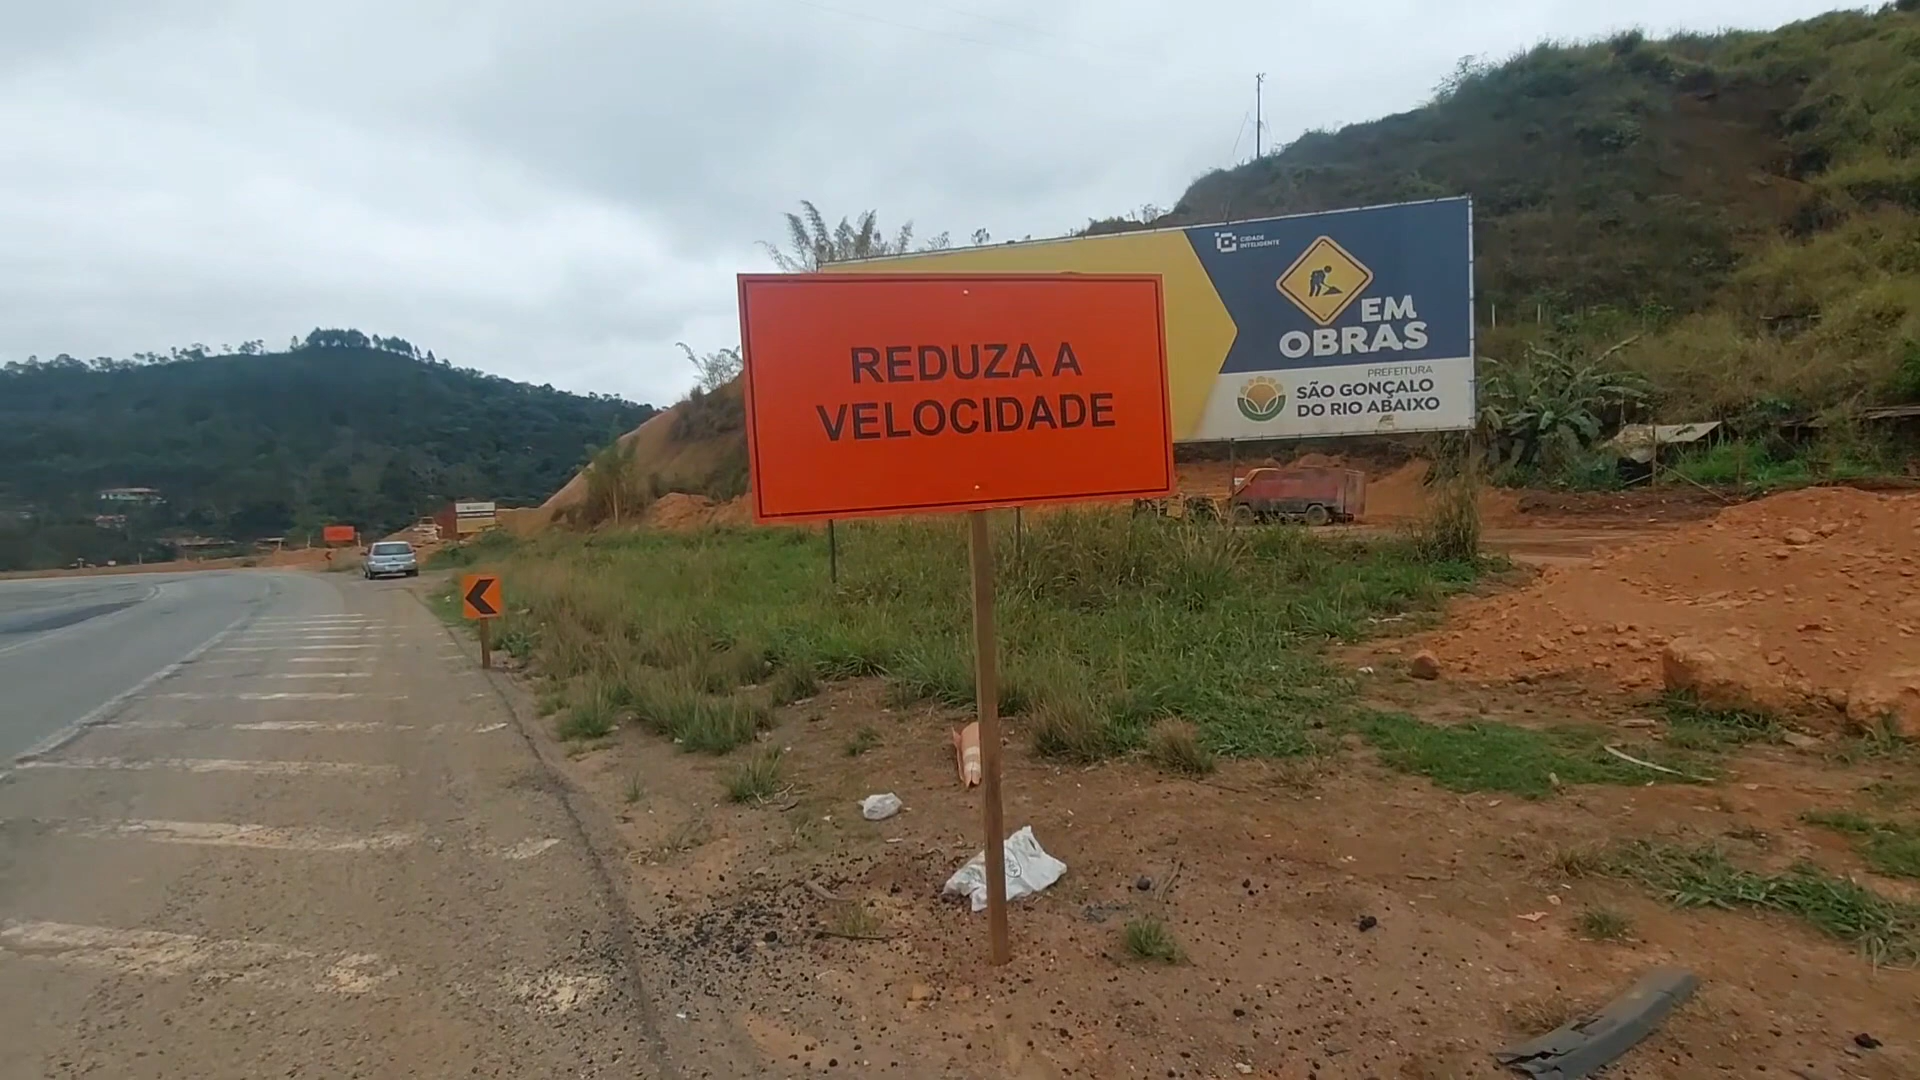 REDUZA A
VELOCIDADE
CIDADE
INTELIGENTE
EM
OBRAS
PREFEITURA
SÃO GONÇALO
DO RIO ABAIXO